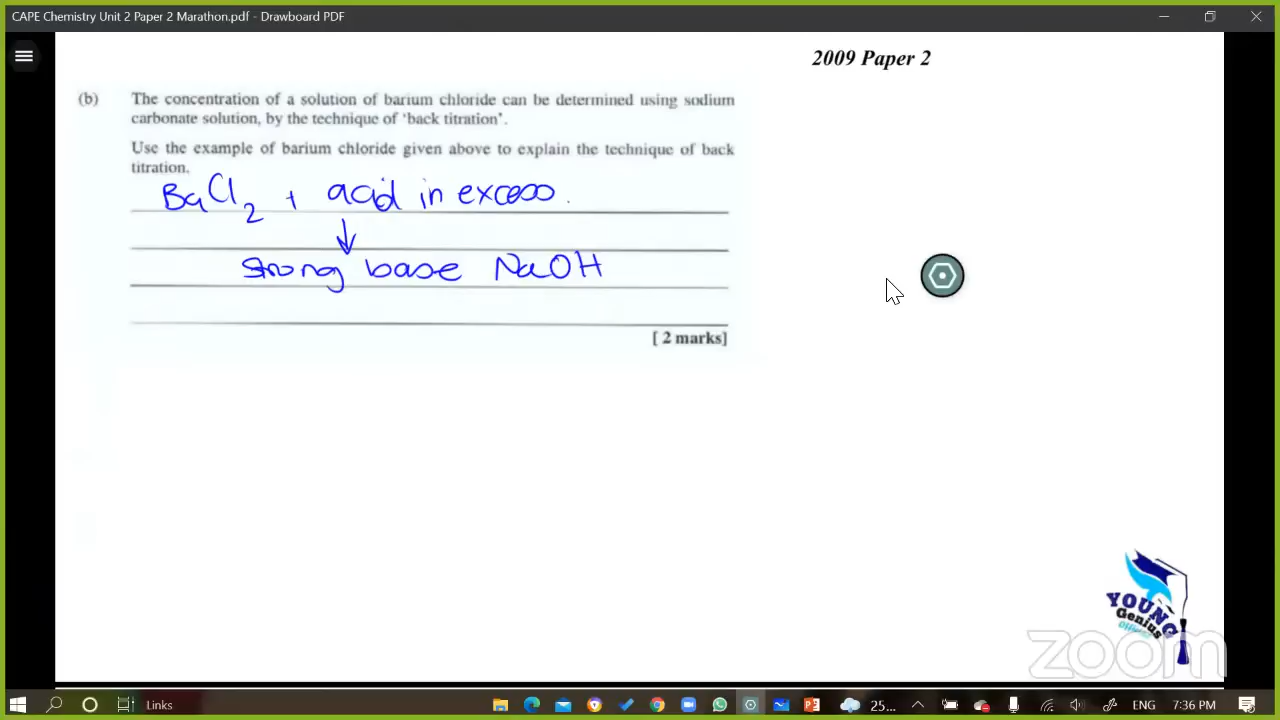 CAPE Chemistry Unit 2 Paper 2 Marathon.pdf - Drawboard PDF
2009 Paper 2
(b) The concentration of a solution of barium chloride can be determined using sodium
carbonate solution, by the technique of 'back titration'.
Use the example of barium chloride given above to explain the technique of back
titration.
BaCl2 + acid in excess.
↓
strong base NaOH
[ 2 marks]
YOUNG
Genius
Official
zoom
Links
25...
ENG
7:36 PM